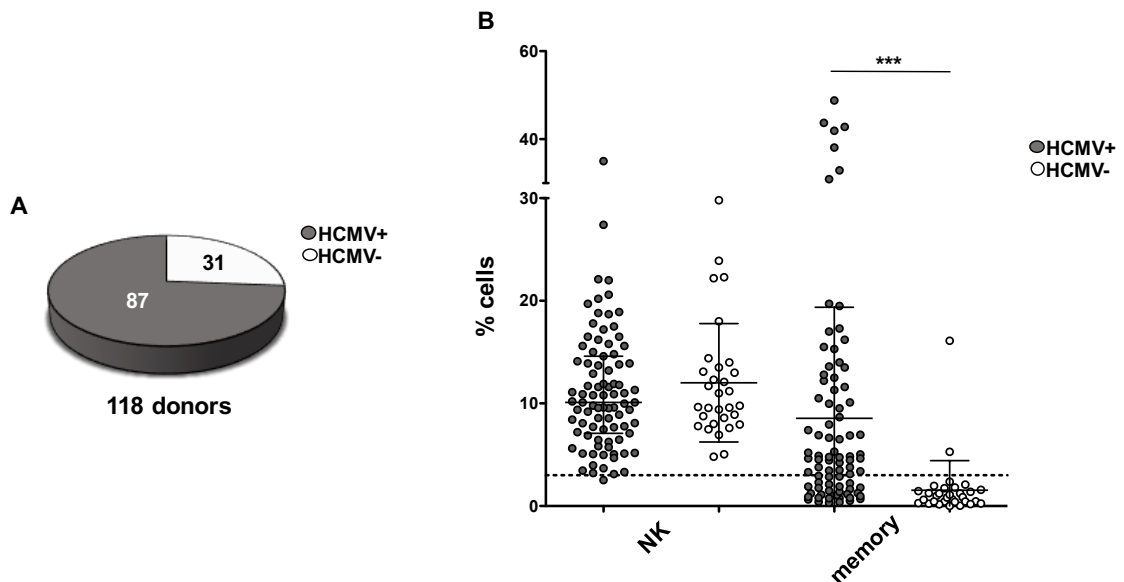 A
HCMV+
HCMV-
31
87
118 donors
B
% cells
60
40
30
20
10
0
***
NK
memory
HCMV+
HCMV-